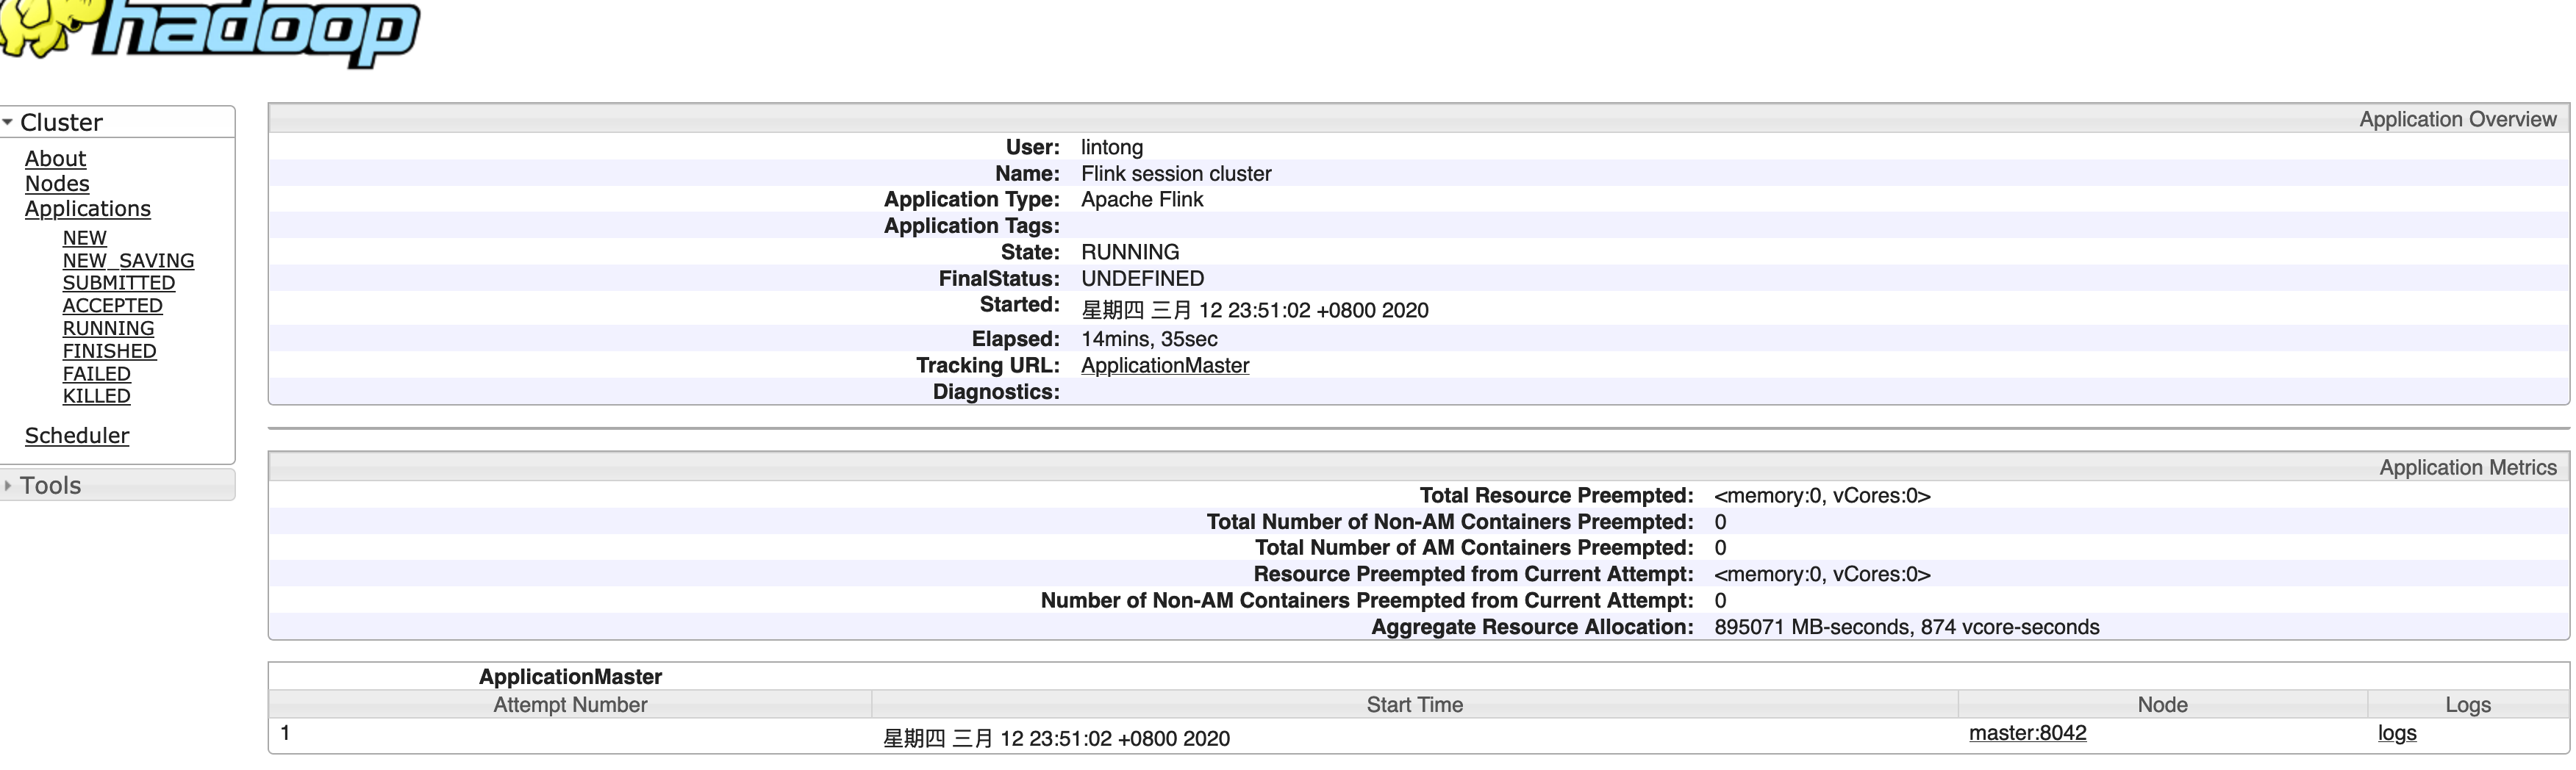 hadoop
Cluster
About
Nodes
Applications
NEW
NEW_SAVING
SUBMITTED
ACCEPTED
RUNNING
FINISHED
FAILED
KILLED
Scheduler
Tools
Application Overview
User: lintong
Name: Flink session cluster
Application Type: Apache Flink
Application Tags:
State: RUNNING
FinalStatus: UNDEFINED
Started: 星期四 三月 12 23:51:02 +0800 2020
Elapsed: 14mins, 35sec
Tracking URL: ApplicationMaster
Diagnostics:
Application Metrics
Total Resource Preempted: <memory:0, vCores:0>
Total Number of Non-AM Containers Preempted: 0
Total Number of AM Containers Preempted: 0
Resource Preempted from Current Attempt: <memory:0, vCores:0>
Number of Non-AM Containers Preempted from Current Attempt: 0
Aggregate Resource Allocation: 895071 MB-seconds, 874 vcore-seconds
ApplicationMaster
Attempt Number Start Time Node Logs
1 星期四 三月 12 23:51:02 +0800 2020 master:8042 logs